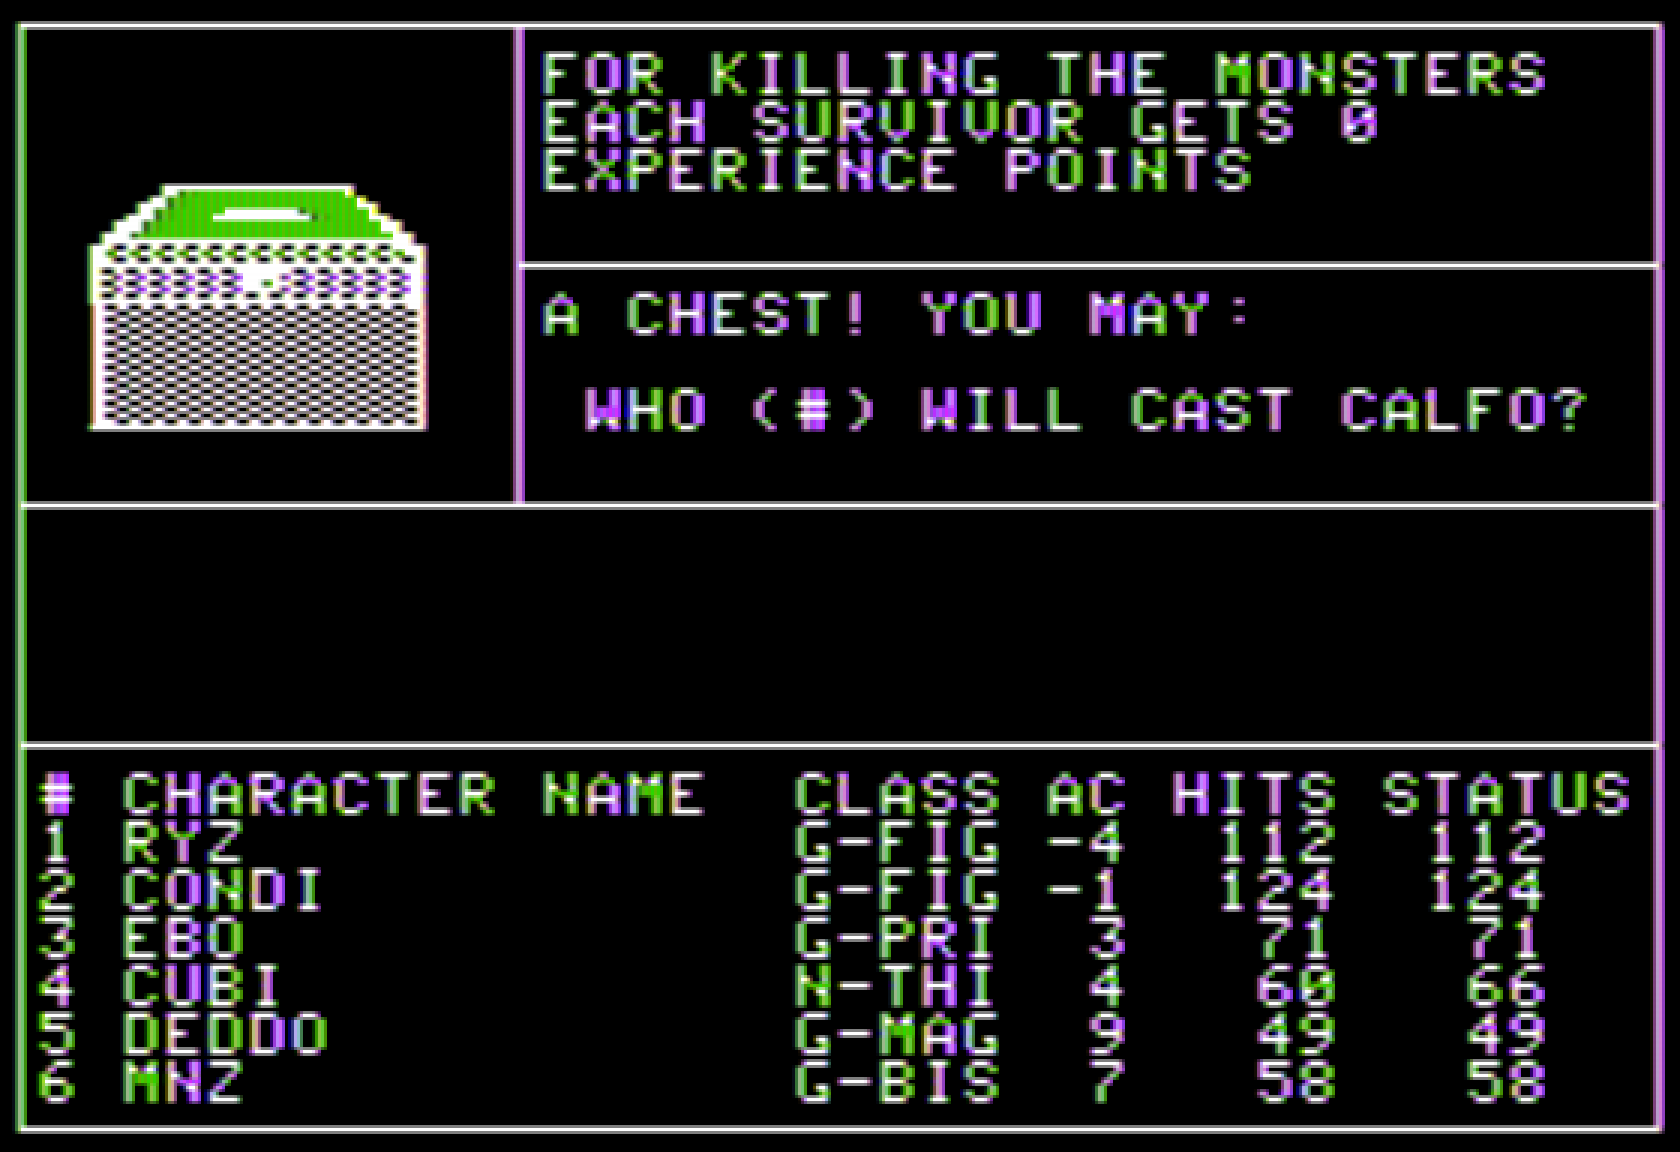 FOR KILLING THE MONSTERS
EACH SURVIVOR GETS 0
EXPERIENCE POINTS
A CHEST! YOU MAY:
WHO (#) WILL CAST CALFO?
# CHARACTER NAME CLASS AC HITS STATUS
1 RYZ G-FIG -4 112 112
2 CONDI G-FIG -1 124 124
3 EBO G-PRI 3 71 71
4 CUBI N-THI 4 60 66
5 DEDDO G-MAG 9 49 49
6 MNZ G-BIS 7 58 58